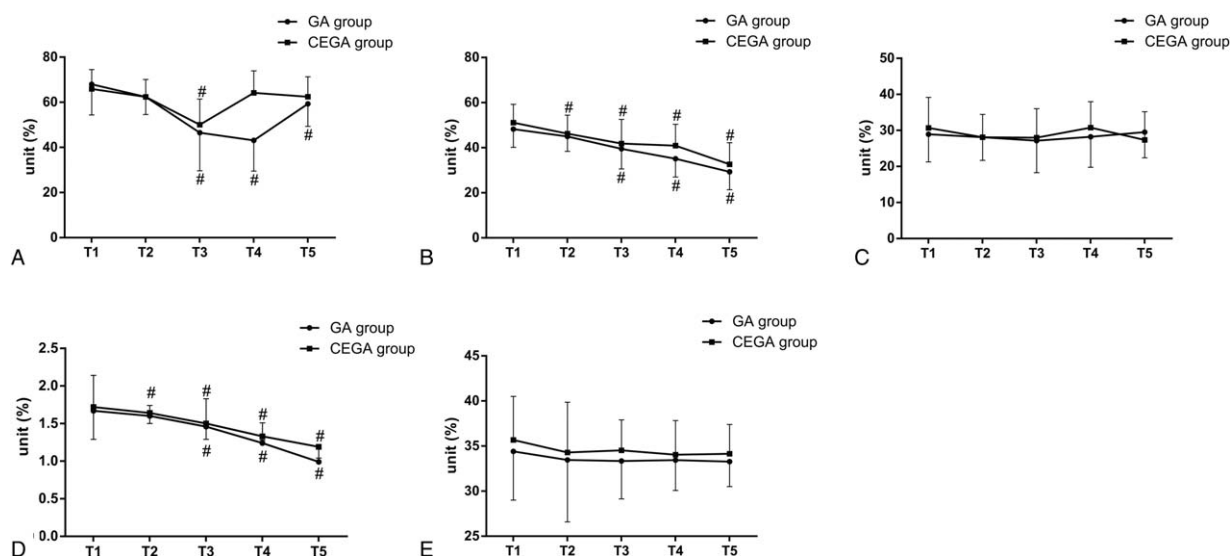 GA group
CEGA group
80
60
40
20
0
unit (%)
#
#
#
#
T1 T2 T3 T4 T5
A
GA group
CEGA group
80
60
40
20
0
unit (%)
# # # #
# # #
T1 T2 T3 T4 T5
B
GA group
CEGA group
50
40
30
20
10
0
unit (%)
T1 T2 T3 T4 T5
C
GA group
CEGA group
2.5
2.0
1.5
1.0
0.5
0.0
unit (%)
# # # #
# # #
T1 T2 T3 T4 T5
D
GA group
CEGA group
45
40
35
30
25
unit (%)
T1 T2 T3 T4 T5
E